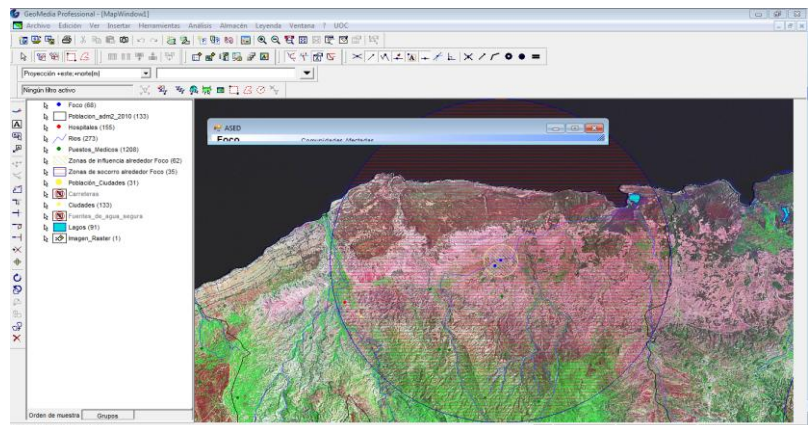 GeoMedia Professional - [MapWindow1]
Archivo Edición Ver Insertar Herramientas Análisis Almacén Leyenda Ventana ? UOC
Proyección +este,+norte[m]
Ningún filtro activo
Foco (68)
Poblacion_adm2_2010 (133)
Hospitales (155)
Rios (273)
Puestos_Medicos (1208)
Zonas de influencia alrededor Foco (62)
Zonas de socorro alrededor Foco (35)
Población_Ciudades (31)
Carreteras
Ciudades (133)
Fuentes_de_agua_segura
Lagos (91)
Imagen_Raster (1)
ASED
Foco Comunidades Afectadas
Orden de muestra Grupos